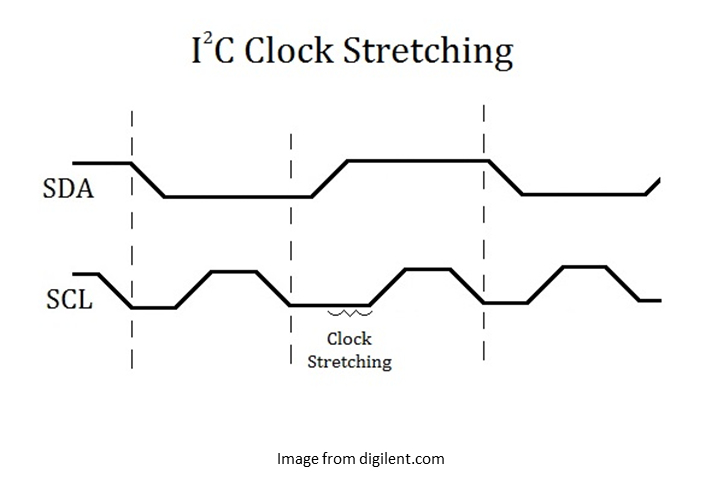 I²C Clock Stretching
SDA
SCL
Clock
Stretching
Image from digilent.com